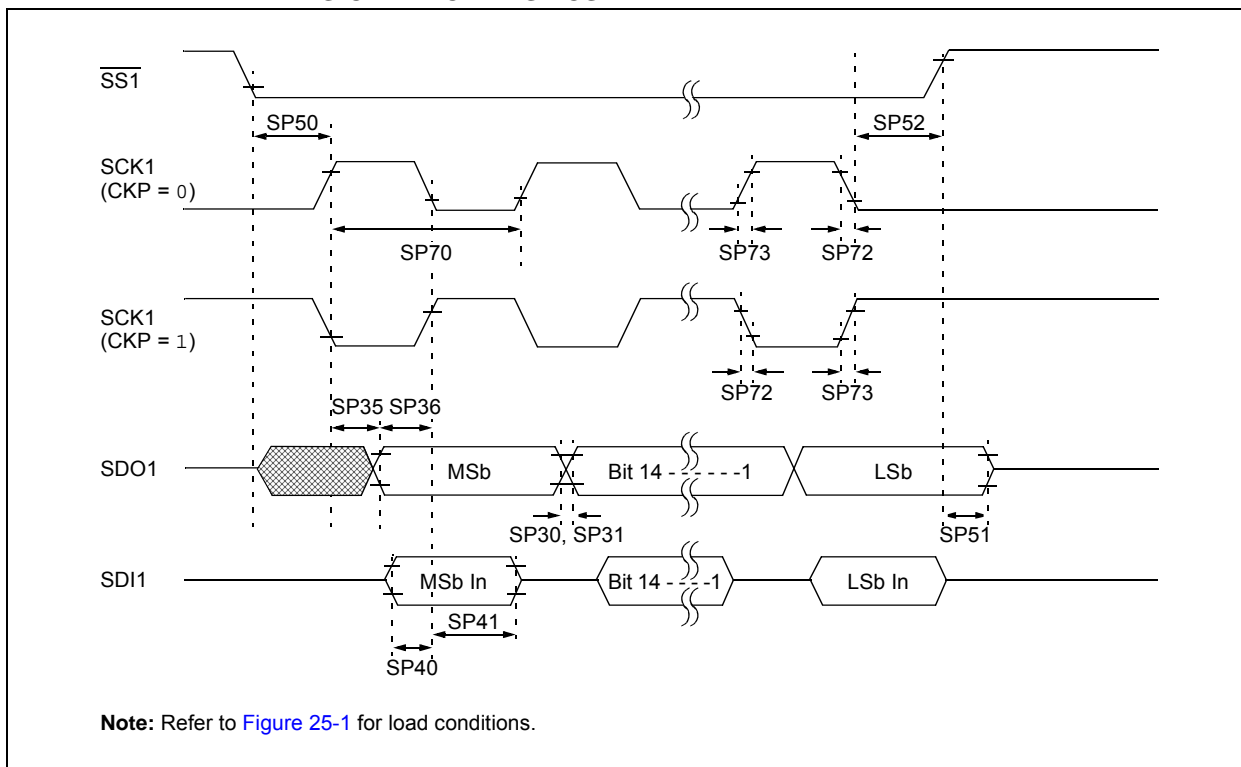 SS1
SP50
SP52
SCK1
(CKP = 0)
SP70
SP73
SP72
SCK1
(CKP = 1)
SP72
SP73
SP35
SP36
SDO1
MSb
Bit 14 - - - - - -1
LSb
SP30, SP31
SP51
SDI1
MSb In
Bit 14 - - - -1
LSb In
SP41
SP40
Note: Refer to Figure 25-1 for load conditions.